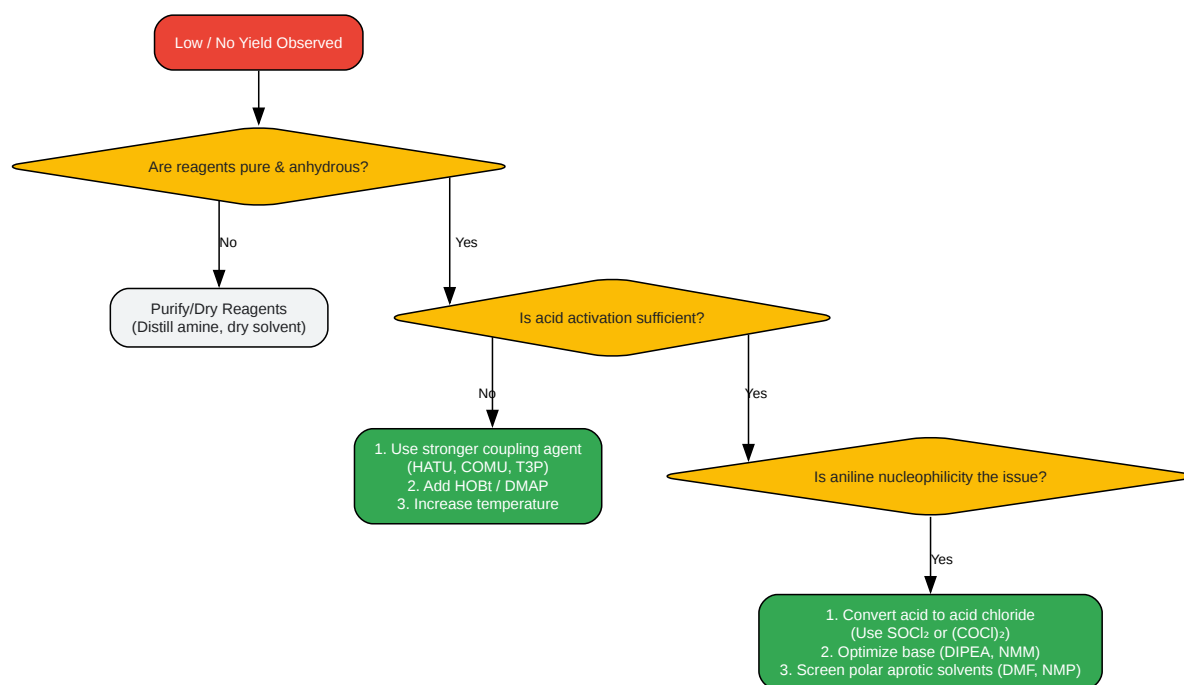 Low / No Yield Observed
Are reagents pure & anhydrous?
No
Yes
Purify/Dry Reagents
(Distill amine, dry solvent)
Is acid activation sufficient?
No
Yes
1. Use stronger coupling agent
(HATU, COMU, T3P)
2. Add HOBt / DMAP
3. Increase temperature
Is aniline nucleophilicity the issue?
Yes
1. Convert acid to acid chloride
(Use SOCl₂ or (COCl)₂)
2. Optimize base (DIPEA, NMM)
3. Screen polar aprotic solvents (DMF, NMP)